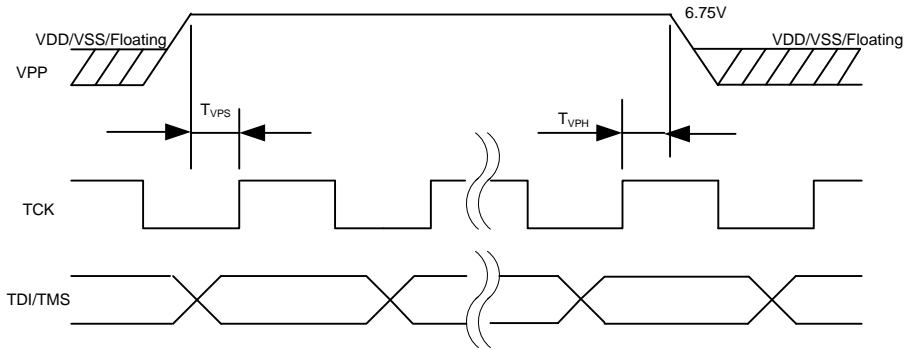 6.75V
VDD/VSS/Floating
VDD/VSS/Floating
VPP
TVPS
TVPH
TCK
TDI/TMS